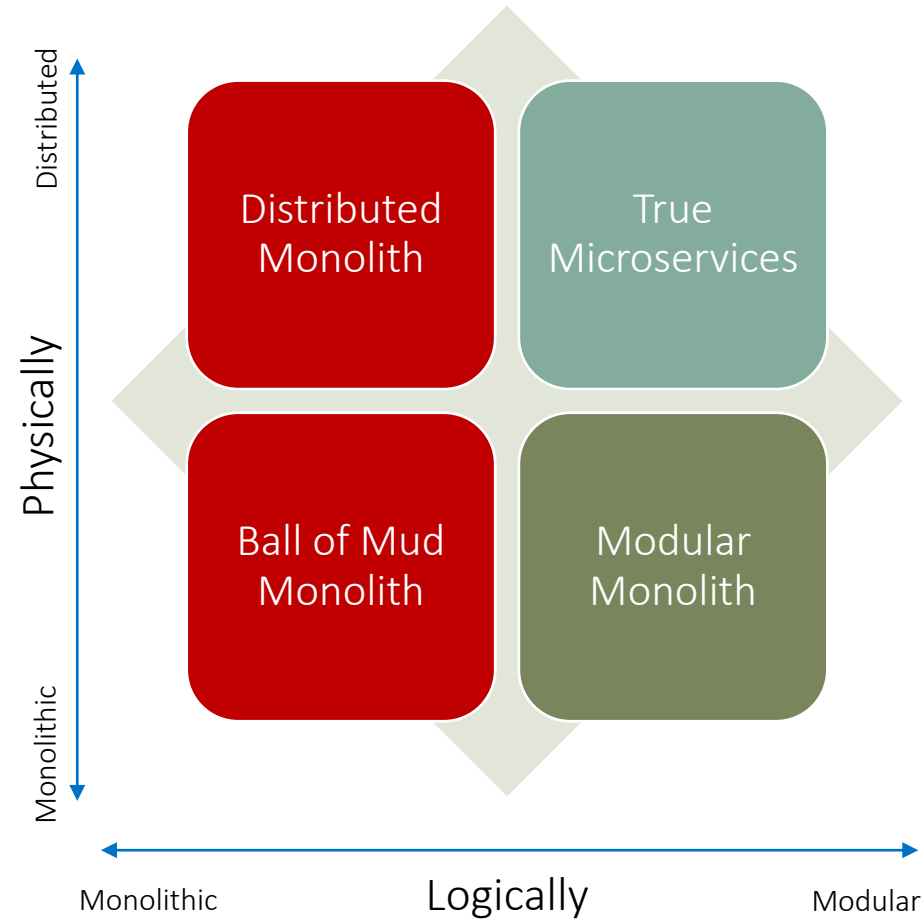 Distributed
Distributed
Monolith
True
Microservices
Physically
Ball of Mud
Monolith
Modular
Monolith
Monolithic
Monolithic
Logically
Modular